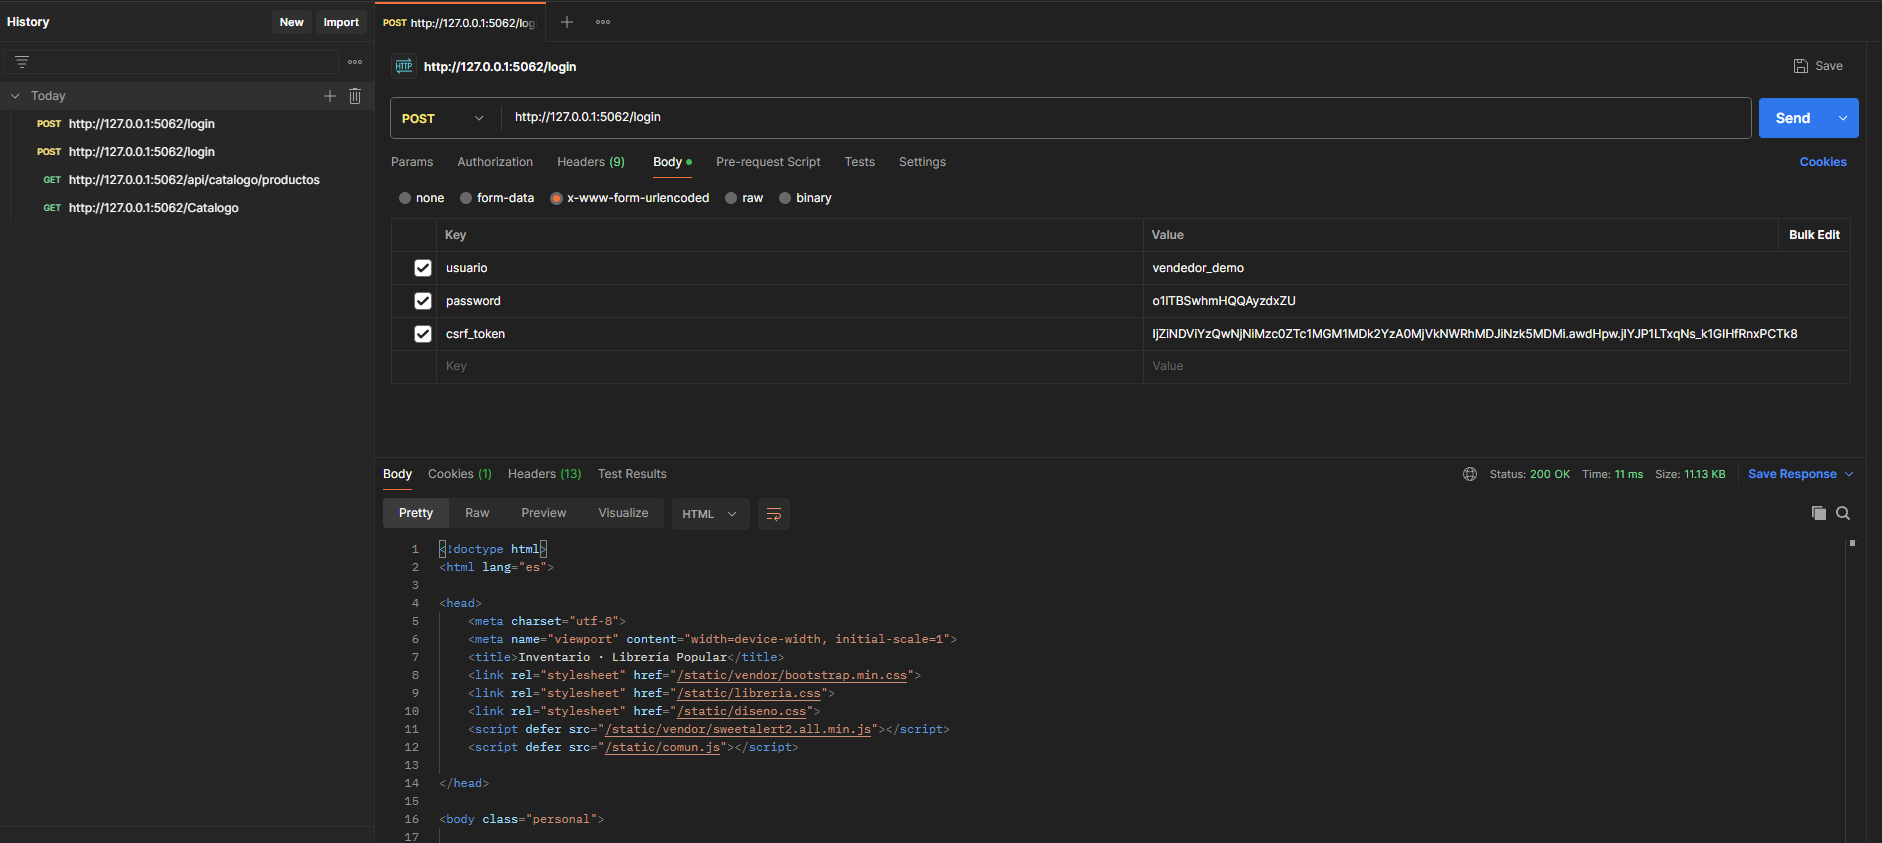 History
New
Import
POST http://127.0.0.1:5062/log
Today
POST http://127.0.0.1:5062/login
POST http://127.0.0.1:5062/login
GET http://127.0.0.1:5062/api/catalogo/productos
GET http://127.0.0.1:5062/Catalogo
HTTP http://127.0.0.1:5062/login
Save
POST http://127.0.0.1:5062/login
Send
Params Authorization Headers (9) Body Pre-request Script Tests Settings Cookies
none form-data x-www-form-urlencoded raw binary
Key Value Bulk Edit
usuario vendedor_demo
password o1ITBSwhmHQQAyzdxZU
csrf_token IjZiNDViYzQwNjNiMzc0ZTc1MGM1MDk2YzA0MjVkNWRhMDJiNzk5MDMi.awdHpw.jIYJP1LTxqNs_k1GIHfRnxPCTk8
Key Value
Body Cookies (1) Headers (13) Test Results Status: 200 OK Time: 11 ms Size: 11.13 KB Save Response
Pretty Raw Preview Visualize HTML
1 <!doctype html>
2 <html lang="es">
3
4 <head>
5 <meta charset="utf-8">
6 <meta name="viewport" content="width=device-width, initial-scale=1">
7 <title>Inventario · Librería Popular</title>
8 <link rel="stylesheet" href="/static/vendor/bootstrap.min.css">
9 <link rel="stylesheet" href="/static/libreria.css">
10 <link rel="stylesheet" href="/static/diseno.css">
11 <script defer src="/static/vendor/sweetalert2.all.min.js"></script>
12 <script defer src="/static/comun.js"></script>
13
14 </head>
15
16 <body class="personal">
17